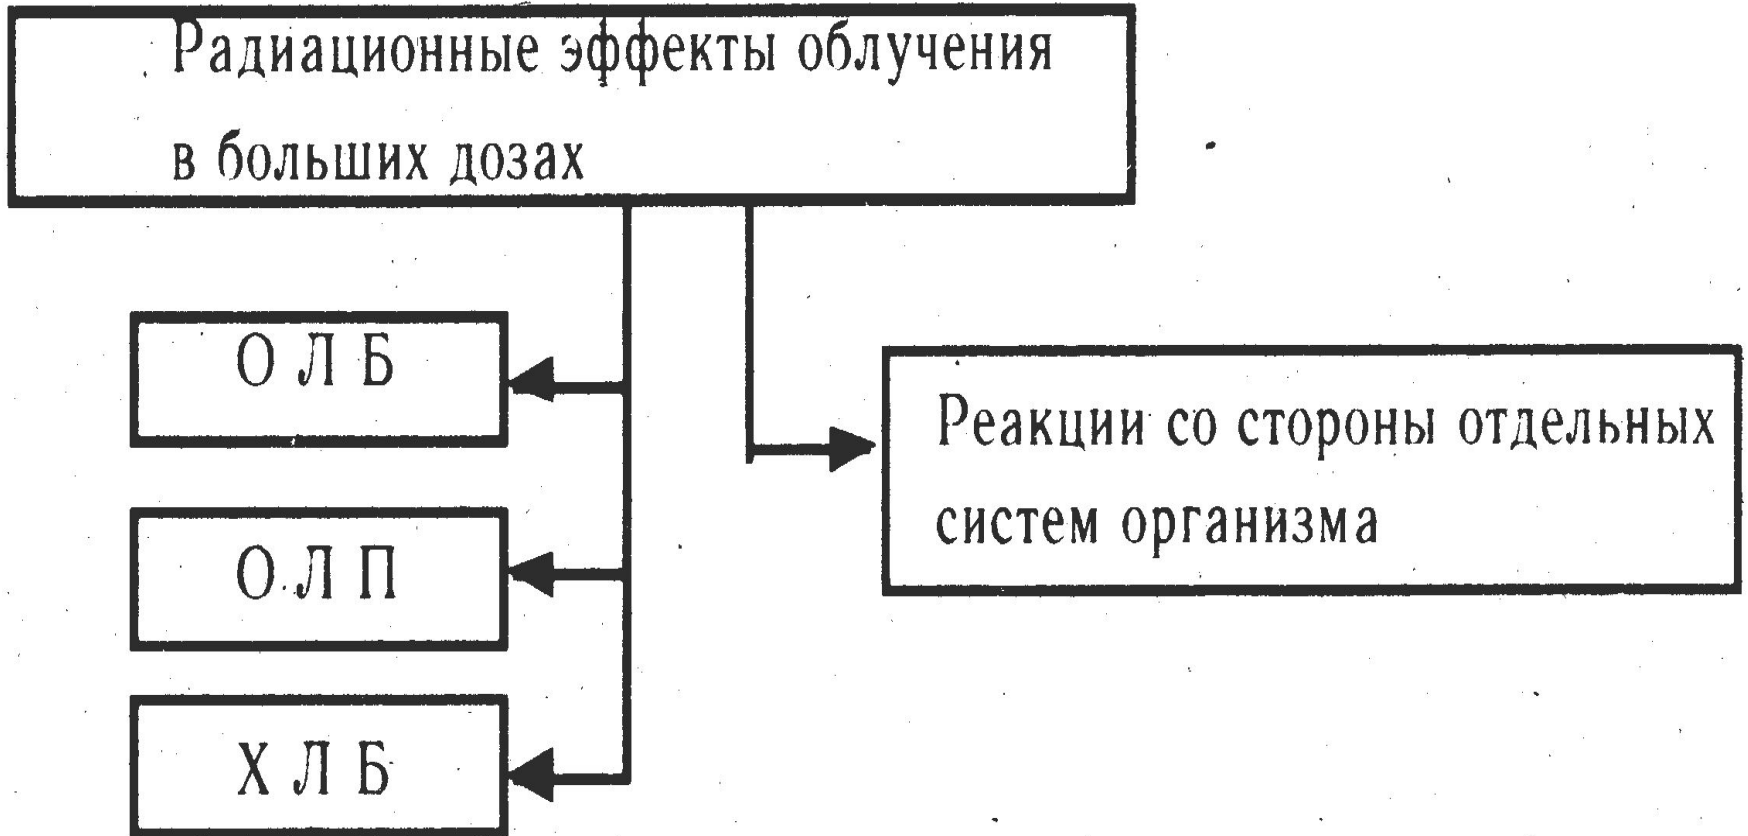 Радиационные эффекты облучения
в больших дозах
О Л Б
О Л П
Х Л Б
Реакции со стороны отдельных
систем организма